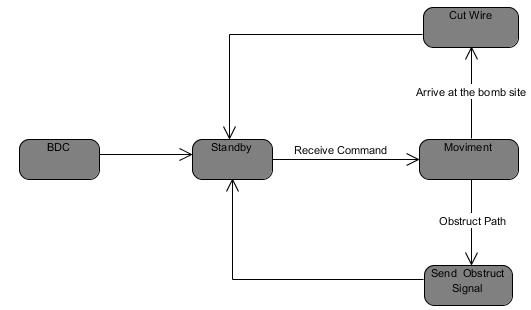 Cut Wire
Arrive at the bomb site
BDC
Standby
Receive Command
Moviment
Obstruct Path
Send Obstruct
Signal